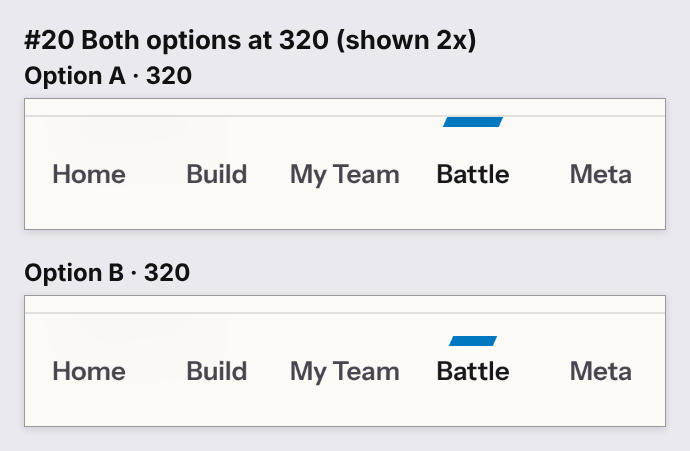 #20 Both options at 320 (shown 2x)
Option A · 320
Home Build My Team Battle Meta
Option B · 320
Home Build My Team Battle Meta